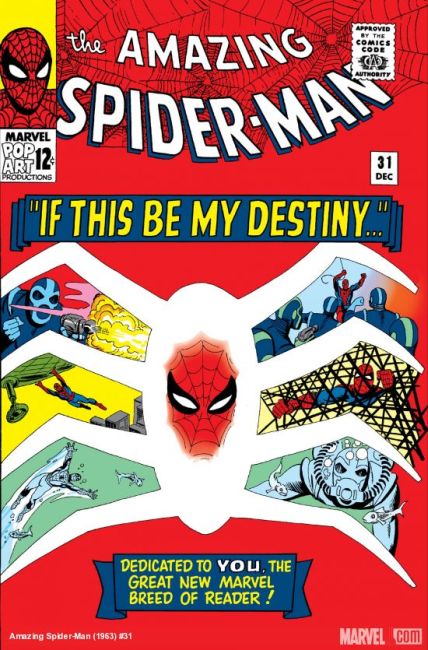 the AMAZING
SPIDER-MAN
APPROVED
BY THE
COMICS
CODE
AUTHORITY
MARVEL
POP
ART
PRODUCTIONS
12¢
31
DEC
"IF THIS BE MY DESTINY..."
DEDICATED TO YOU, THE
GREAT NEW MARVEL
BREED OF READER!
Amazing Spider-Man (1963) #31
MARVEL.com